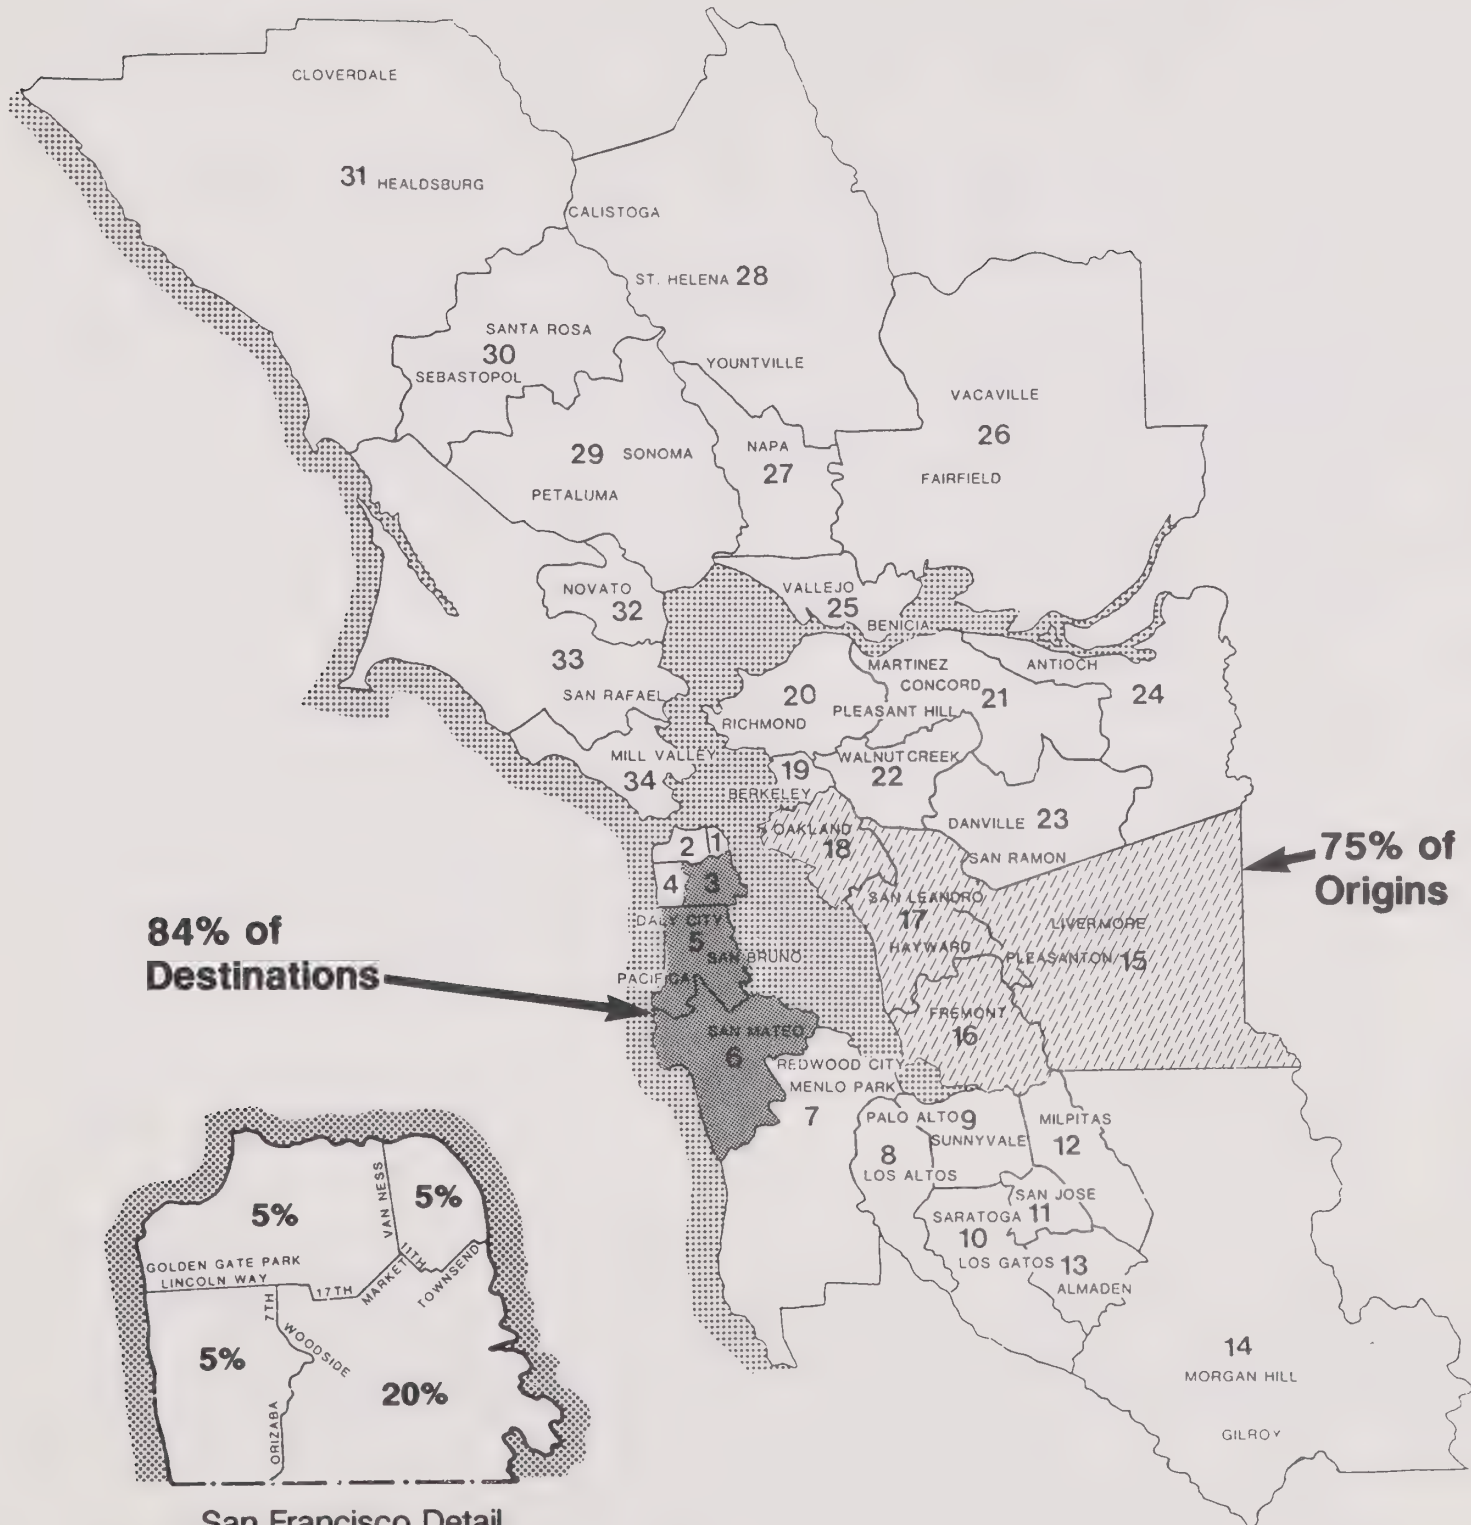 CLOVERDALE
31 HEALDSBURG
CALISTOGA
ST. HELENA 28
SANTA ROSA
30
SEBASTOPOL
YOUNTVILLE
VACAVILLE
26
FAIRFIELD
29 SONOMA
PETALUMA
NAPA
27
NOVATO
32
VALLEJO
25
BENICIA
33
SAN RAFAEL
MARTINEZ
CONCORD
21
ANTIOCH
24
20
RICHMOND
PLEASANT HILL
MILL VALLEY
34
19
BERKELEY
WALNUT CREEK
22
DANVILLE 23
SAN RAMON
OAKLAND
18
2
1
4
3
75% of
Origins
SAN LEANDRO
17
HAYWARD
LIVERMORE
PLEASANTON 15
DALY CITY
5
SAN BRUNO
PACIFICA
84% of
Destinations
FREMONT
16
SAN MATEO
6
REDWOOD CITY
MENLO PARK
7
PALO ALTO 9
SUNNYVALE
8
LOS ALTOS
MILPITAS
12
SAN JOSE
11
SARATOGA
10
LOS GATOS 13
ALMADEN
14
MORGAN HILL
GILROY
5%
VAN NESS
5%
GOLDEN GATE PARK
LINCOLN WAY
17TH
MARKET
11TH
TOWNSEND
7TH
WOODSIDE
5%
20%
ORIZABA
San Francisco Detail